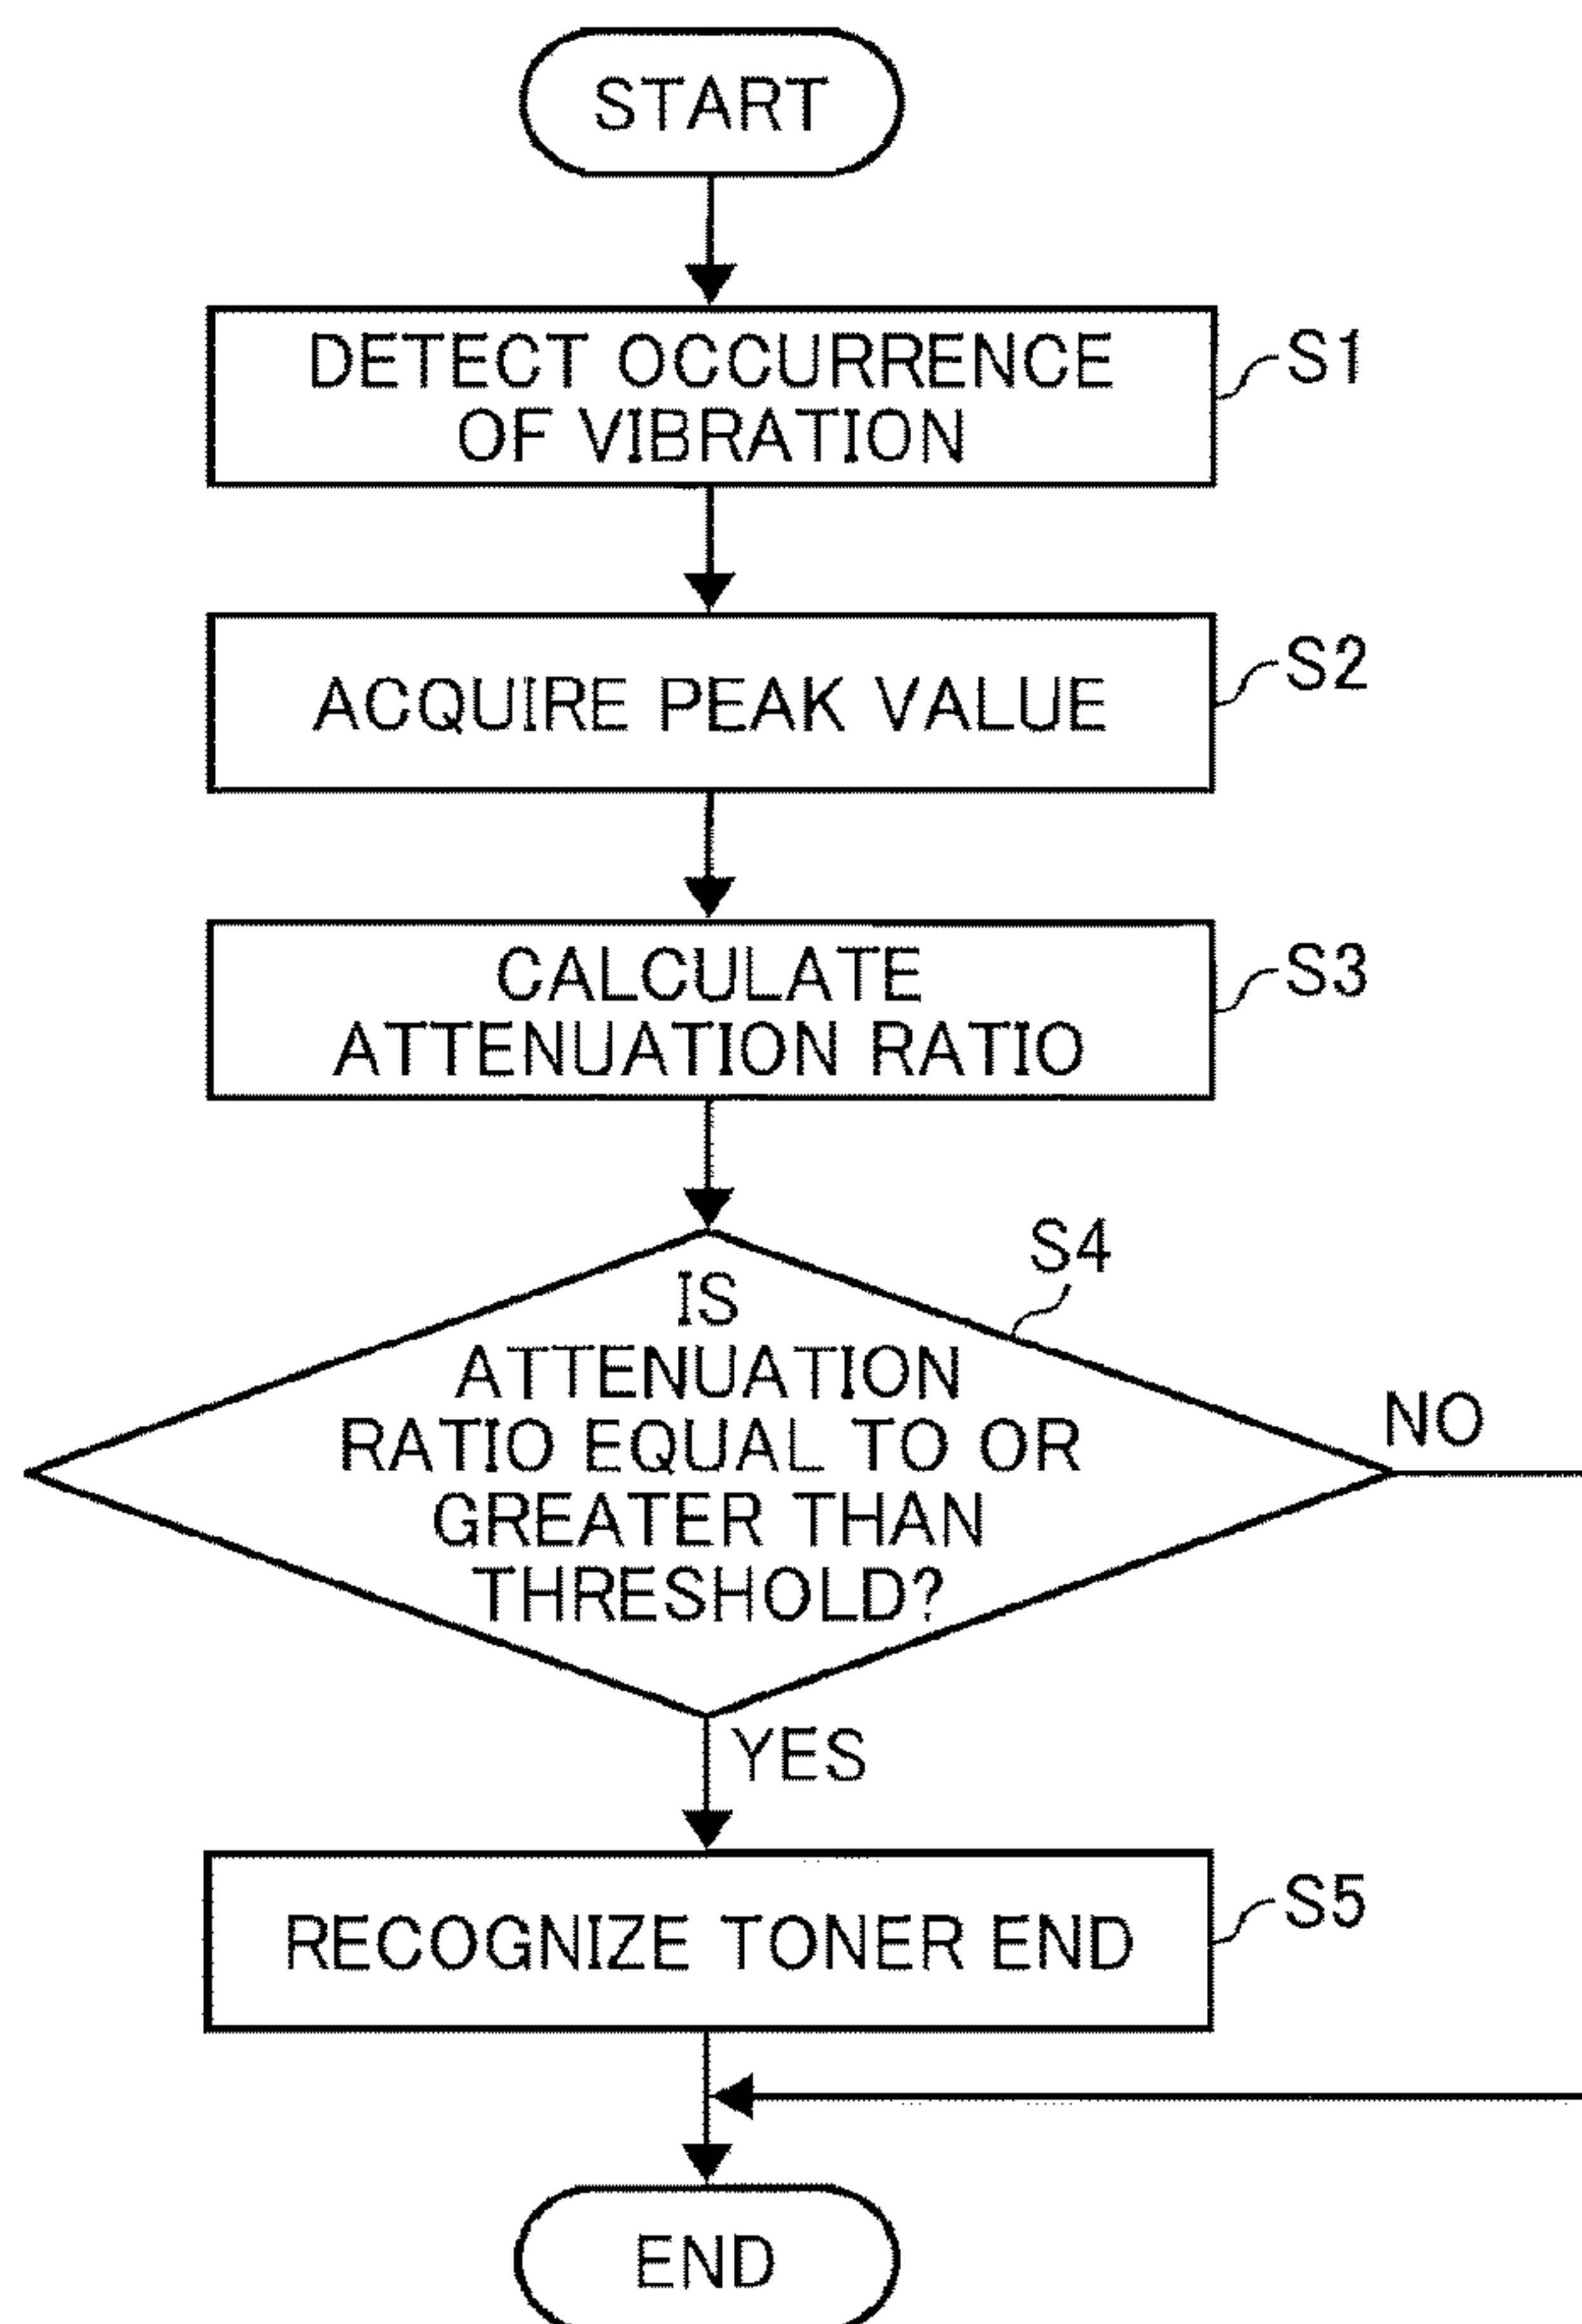 START
DETECT OCCURRENCE
OF VIBRATION
S1
ACQUIRE PEAK VALUE
S2
CALCULATE
ATTENUATION RATIO
S3
S4
IS
ATTENUATION
RATIO EQUAL TO OR
GREATER THAN
THRESHOLD?
NO
YES
RECOGNIZE TONER END
S5
END